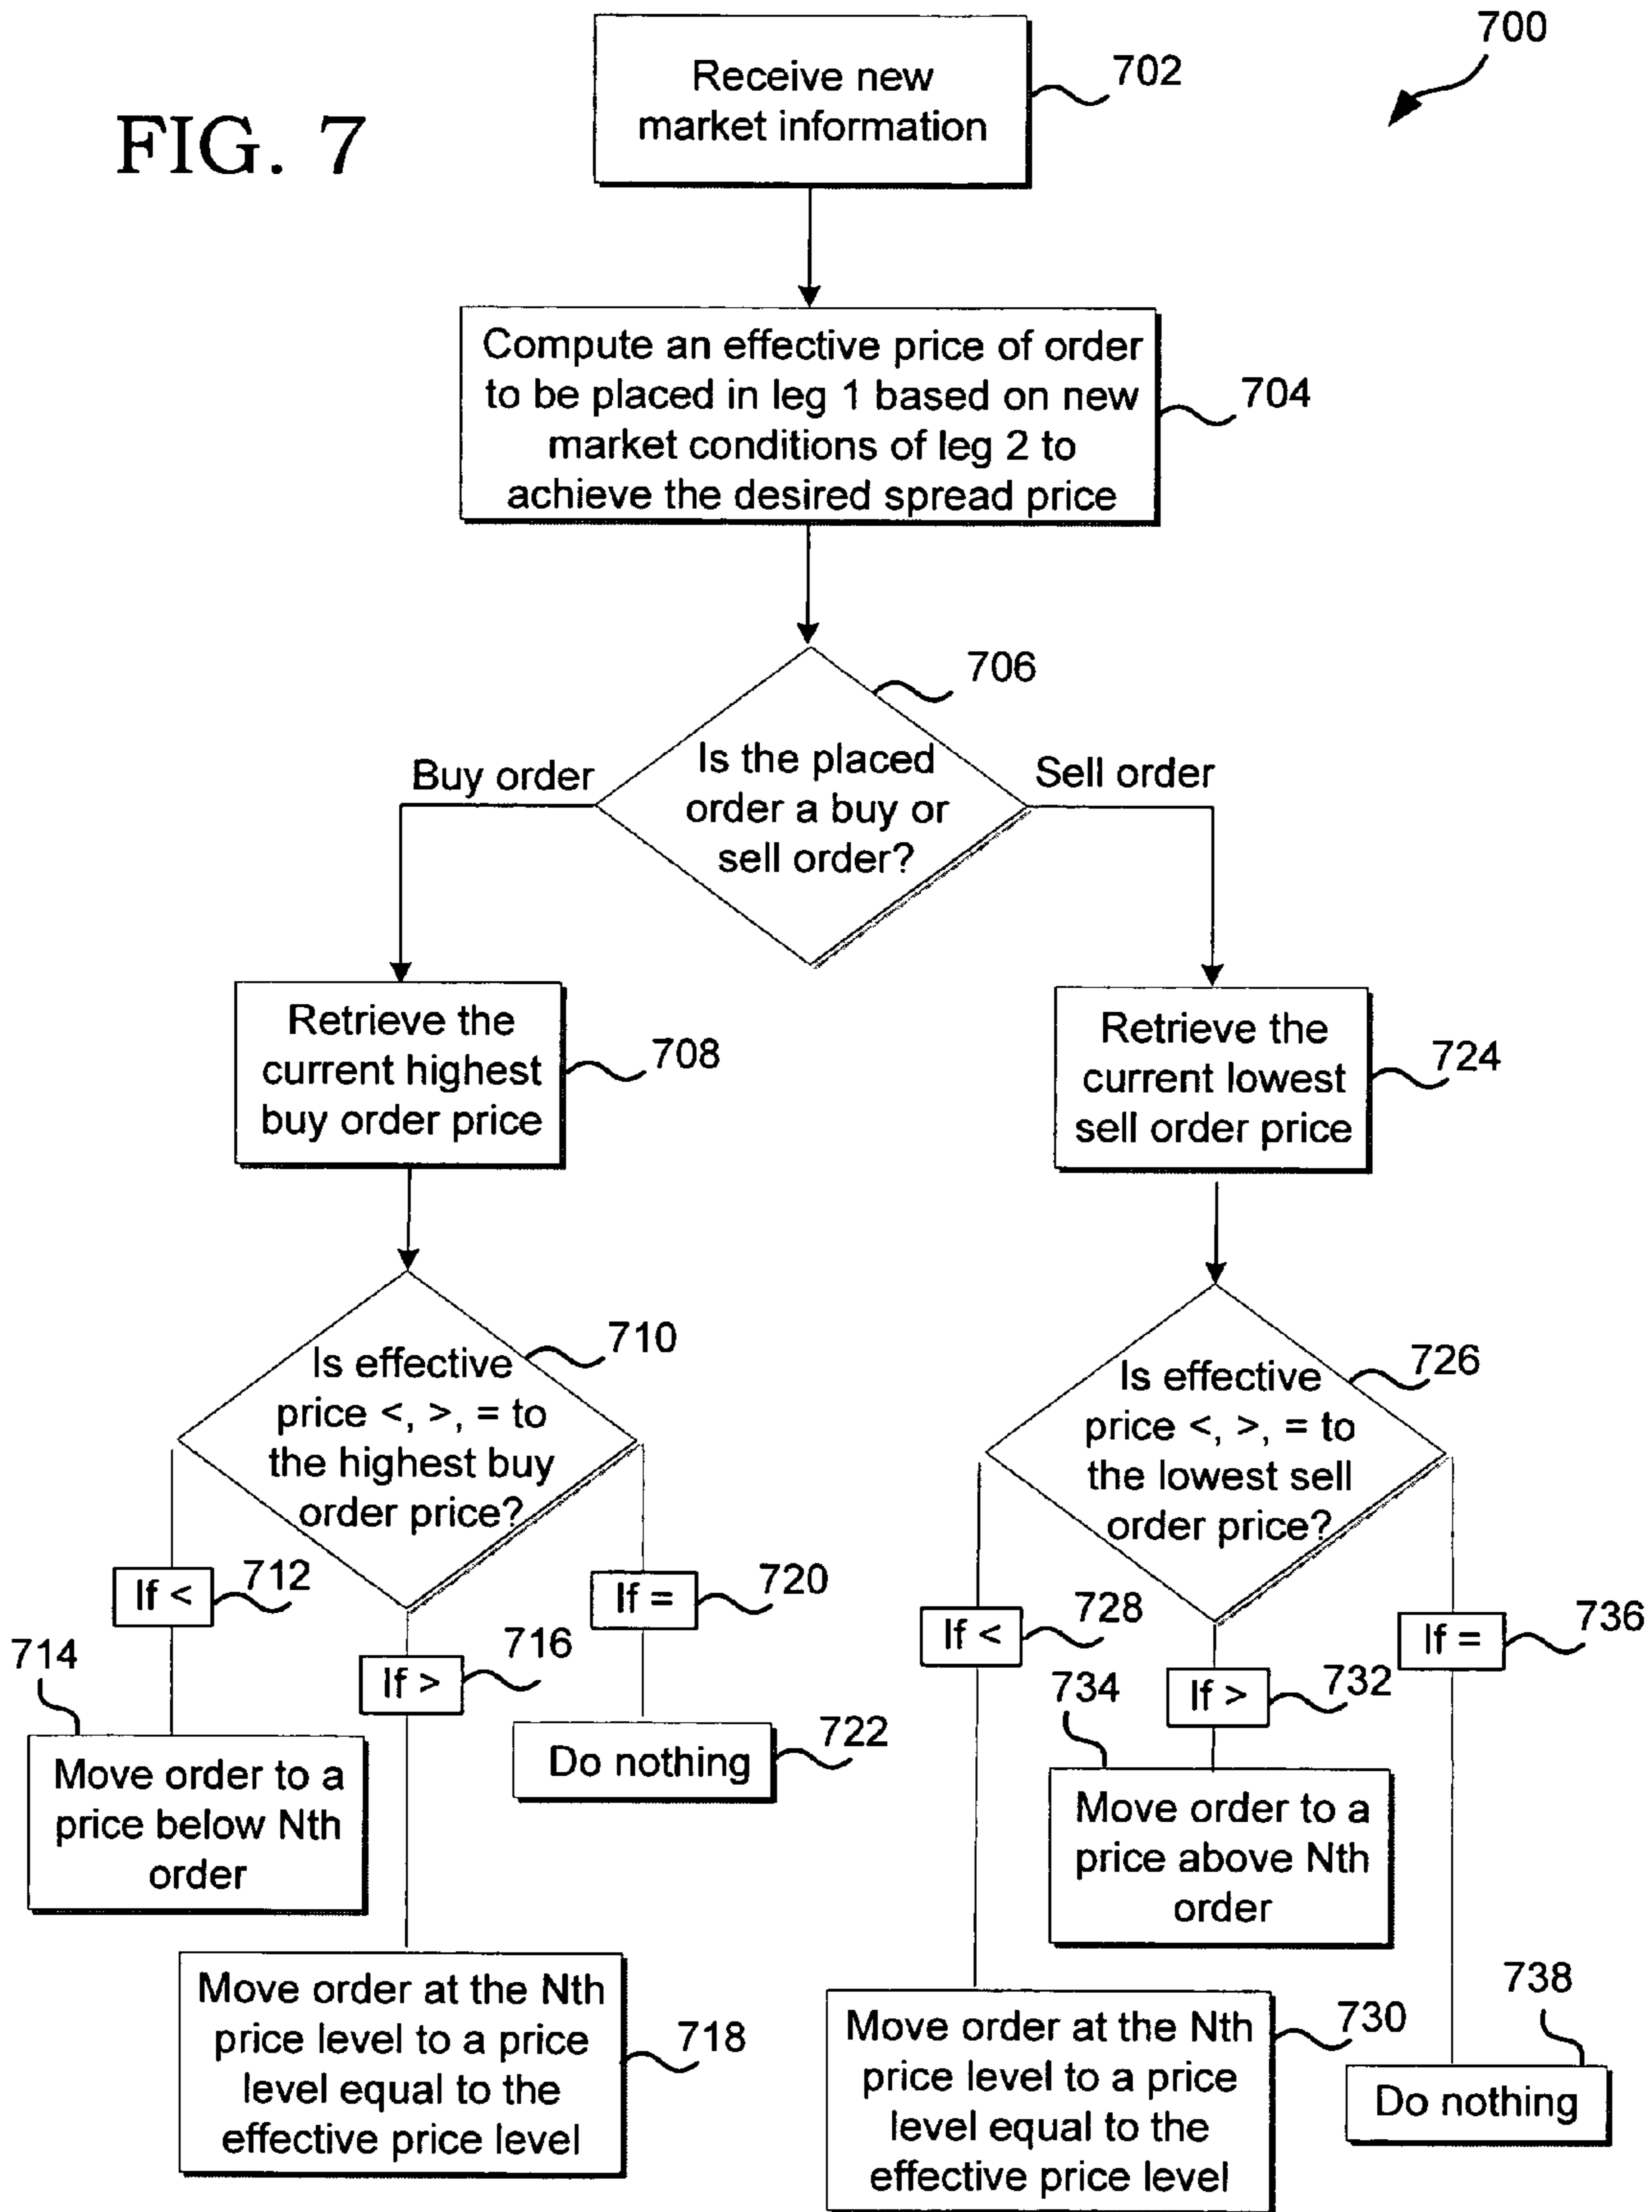 FIG. 7
700
Receive new
market information
702
Compute an effective price of order
to be placed in leg 1 based on new
market conditions of leg 2 to
achieve the desired spread price
704
706
Is the placed
order a buy or
sell order?
Buy order
Sell order
Retrieve the
current highest
buy order price
708
Retrieve the
current lowest
sell order price
724
710
Is effective
price <, >, = to
the highest buy
order price?
726
Is effective
price <, >, = to
the lowest sell
order price?
If <
712
If >
716
If =
720
If <
728
If >
732
If =
736
714
Move order to a
price below Nth
order
Do nothing
722
734
Move order to a
price above Nth
order
Move order at the Nth
price level to a price
level equal to the
effective price level
718
Move order at the Nth
price level to a price
level equal to the
effective price level
730
738
Do nothing